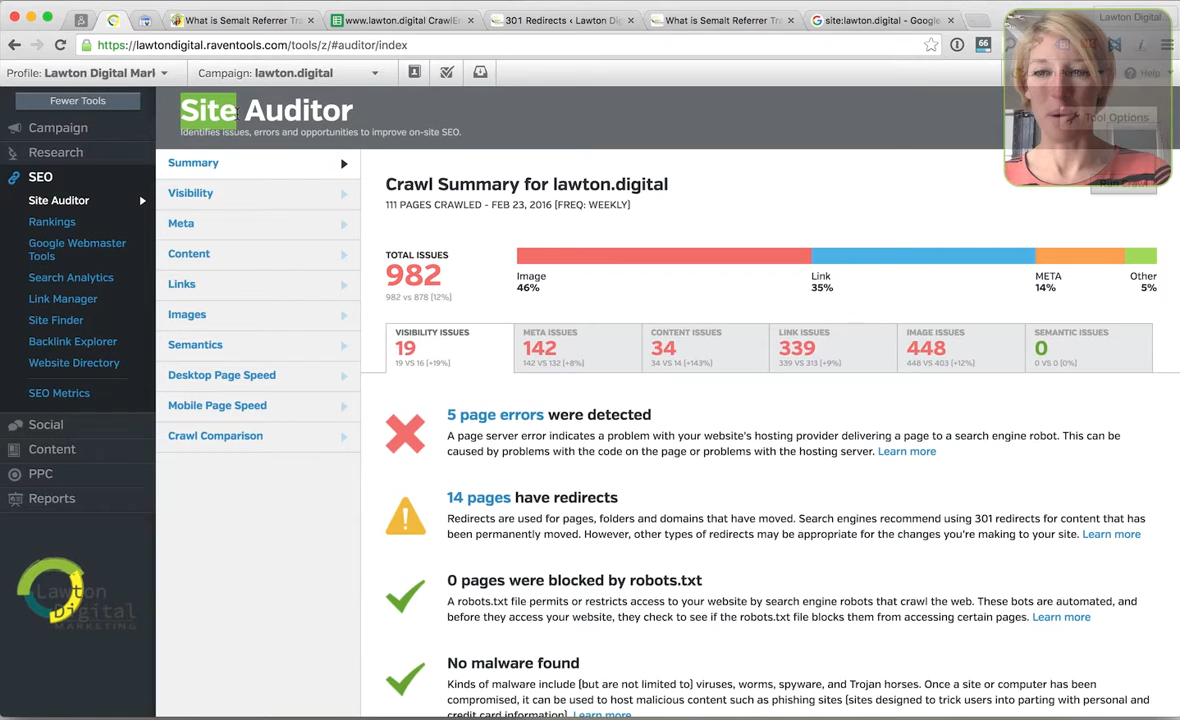 What is Semalt Referrer Tra
www.lawton.digital CrawlEr
301 Redirects ‹ Lawton Di
What is Semalt Referrer Tra
site:lawton.digital - Google
Lawton Digital
https://lawtondigital.raventools.com/tools/z/#auditor/index
66
Profile: Lawton Digital Marl
Campaign: lawton.digital
Help
Fewer Tools
Site Auditor
Identifies issues, errors and opportunities to improve on-site SEO.
Tool Options
Run Crawl
Campaign
Research
SEO
Site Auditor
Rankings
Google Webmaster
Tools
Search Analytics
Link Manager
Site Finder
Backlink Explorer
Website Directory
SEO Metrics
Social
Content
PPC
Reports
Lawton
Digital
MARKETING
Summary
Visibility
Meta
Content
Links
Images
Semantics
Desktop Page Speed
Mobile Page Speed
Crawl Comparison
Crawl Summary for lawton.digital
111 PAGES CRAWLED - FEB 23, 2016 [FREQ: WEEKLY]
TOTAL ISSUES
982
982 vs 878 [12%]
Image
46%
Link
35%
META
14%
Other
5%
VISIBILITY ISSUES
19
19 VS 16 [+19%]
META ISSUES
142
142 VS 132 [+8%]
CONTENT ISSUES
34
34 VS 14 [+143%]
LINK ISSUES
339
339 VS 313 [+9%]
IMAGE ISSUES
448
448 VS 403 [+12%]
SEMANTIC ISSUES
0
0 VS 0 [0%]
5 page errors were detected
A page server error indicates a problem with your website's hosting provider delivering a page to a search engine robot. This can be
caused by problems with the code on the page or problems with the hosting server. Learn more
14 pages have redirects
Redirects are used for pages, folders and domains that have moved. Search engines recommend using 301 redirects for content that has
been permanently moved. However, other types of redirects may be appropriate for the changes you're making to your site. Learn more
0 pages were blocked by robots.txt
A robots.txt file permits or restricts access to your website by search engine robots that crawl the web. These bots are automated, and
before they access your website, they check to see if the robots.txt file blocks them from accessing certain pages. Learn more
No malware found
Kinds of malware include [but are not limited to] viruses, worms, spyware, and Trojan horses. Once a site or computer has been
compromised, it can be used to host malicious content such as phishing sites [sites designed to trick users into parting with personal and
credit card information]. Learn more